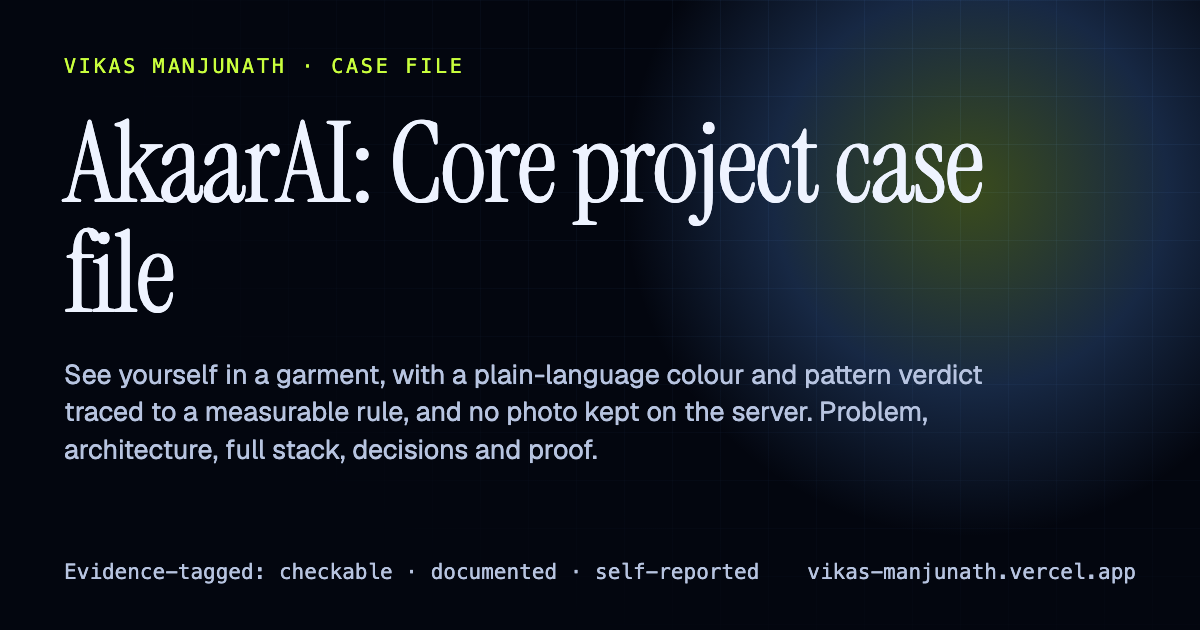 VIKAS MANJUNATH · CASE FILE
AkaarAI: Core project case
file
See yourself in a garment, with a plain-language colour and pattern verdict
traced to a measurable rule, and no photo kept on the server. Problem,
architecture, full stack, decisions and proof.
Evidence-tagged: checkable · documented · self-reported
vikas-manjunath.vercel.app